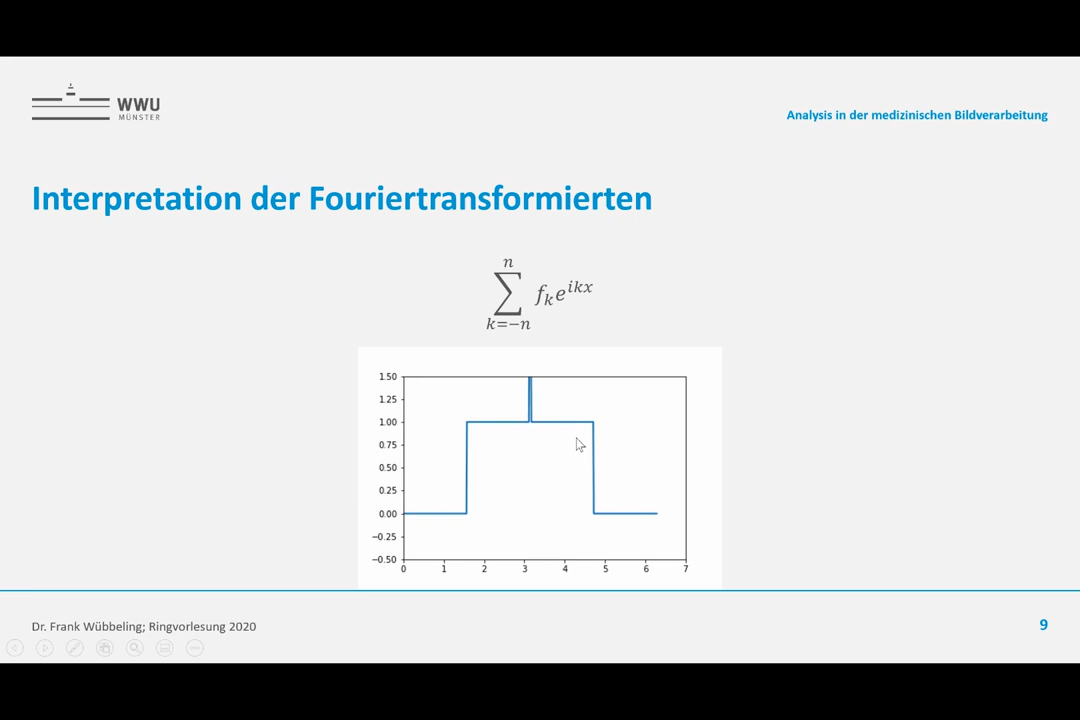 WWU
MÜNSTER
Analysis in der medizinischen Bildverarbeitung
Interpretation der Fouriertransformierten
n
∑ f_k e^{ikx}
k=−n
1.50
1.25
1.00
0.75
0.50
0.25
0.00
−0.25
−0.50
0 1 2 3 4 5 6 7
Dr. Frank Wübbeling; Ringvorlesung 2020
9